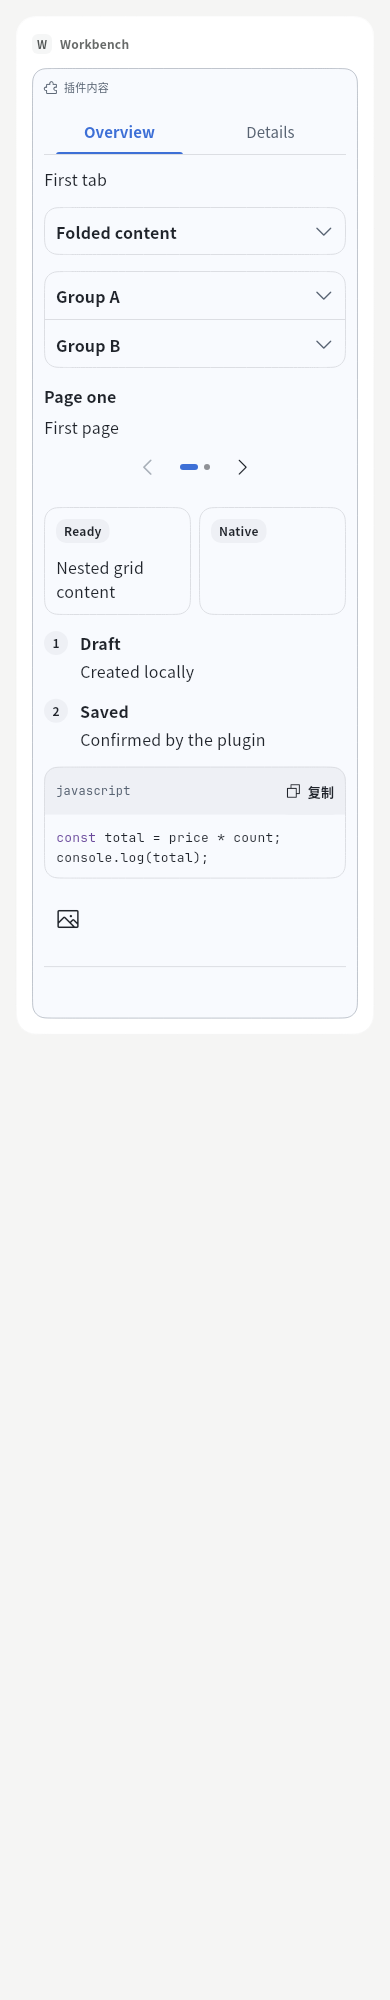 W Workbench
插件内容
Overview Details
First tab
Folded content
Group A
Group B
Page one
First page
Ready Native
Nested grid
content
1 Draft
Created locally
2 Saved
Confirmed by the plugin
javascript 复制
const total = price * count;
console.log(total);